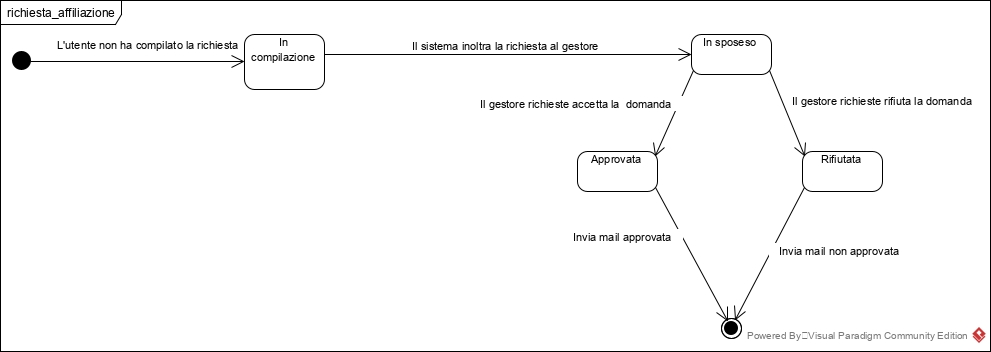 richiesta_affiliazione
L'utente non ha compilato la richiesta
In
compilazione
Il sistema inoltra la richiesta al gestore
In sposeso
Il gestore richieste accetta la domanda
Il gestore richieste rifiuta la domanda
Approvata
Rifiutata
Invia mail approvata
Invia mail non approvata
Powered By Visual Paradigm Community Edition